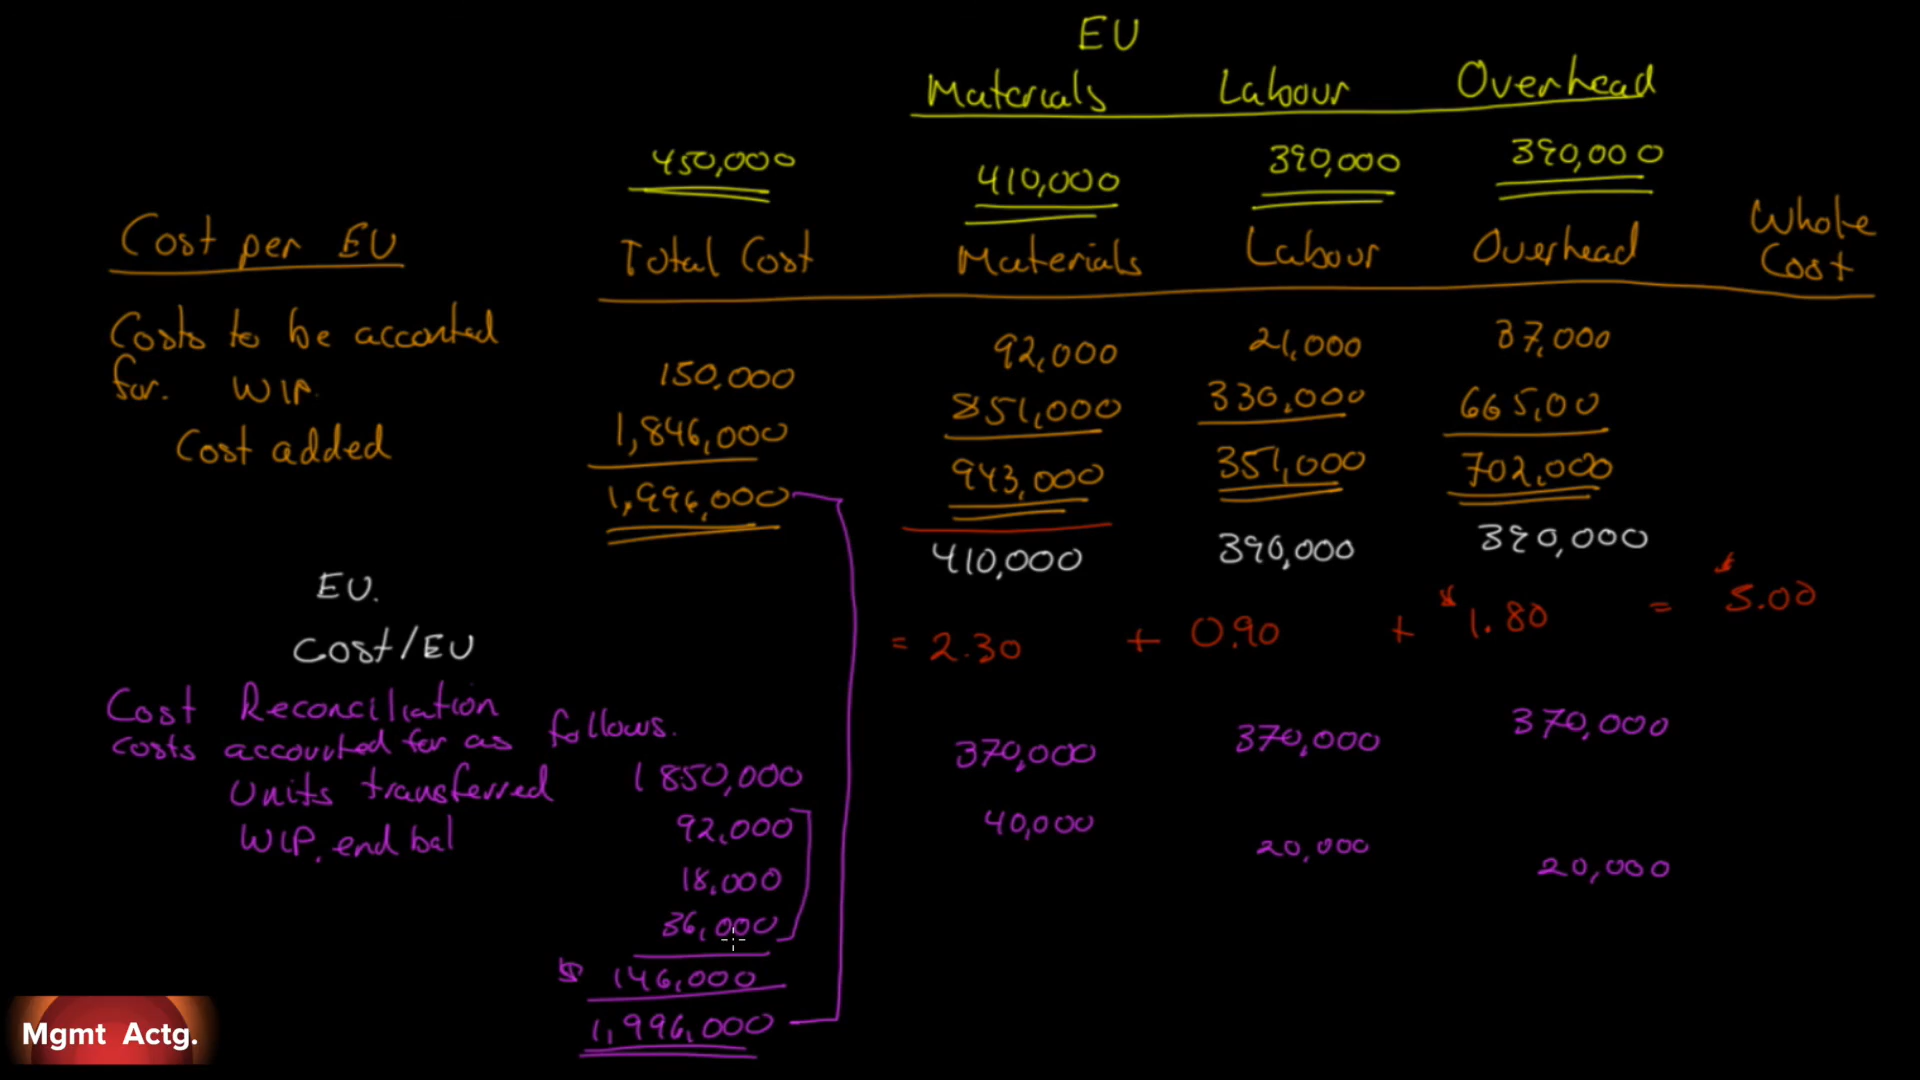 EU
Materials Labour Overhead
450,000 410,000 390,000 390,000
Cost per EU Total Cost Materials Labour Overhead Whole Cost
Costs to be accounted
for. WIP. 150,000 92,000 21,000 37,000
Cost added 1,846,000 851,000 330,000 665,00
1,996,000 943,000 351,000 702,000
EU. 410,000 390,000 390,000
Cost/EU = 2.30 + 0.90 + $1.80 = $5.00
Cost Reconciliation
costs accounted for as follows.
Units transferred 1850,000 370,000 370,000 370,000
WIP, end bal 92,000 40,000 20,000 20,000
18,000
36,000
$ 146,000
1,996,000
Mgmt Actg.